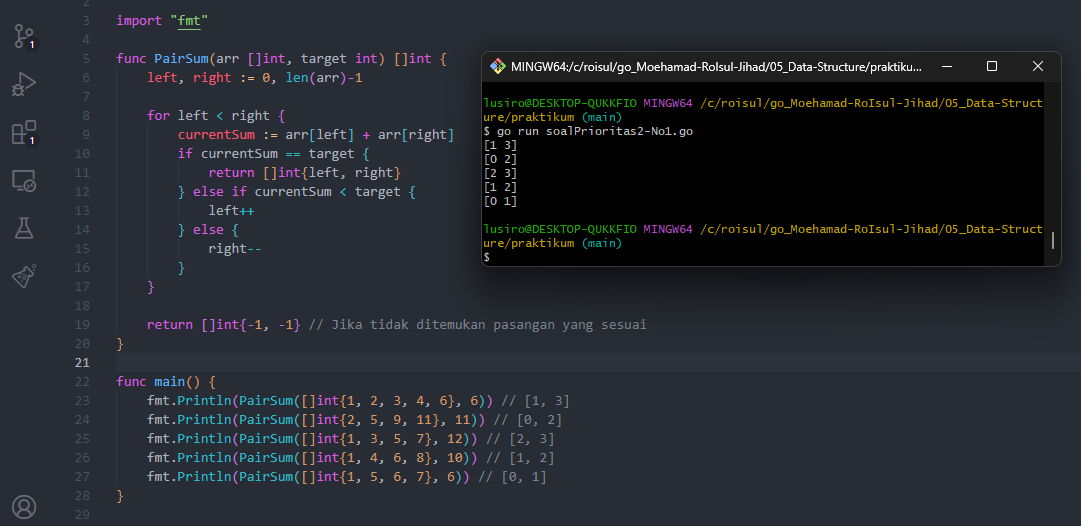 2
3 import "fmt"
4
5 func PairSum(arr []int, target int) []int {
6 left, right := 0, len(arr)-1
7
8 for left < right {
9 currentSum := arr[left] + arr[right]
10 if currentSum == target {
11 return []int{left, right}
12 } else if currentSum < target {
13 left++
14 } else {
15 right--
16 }
17 }
18
19 return []int{-1, -1} // Jika tidak ditemukan pasangan yang sesuai
20 }
21
22 func main() {
23 fmt.Println(PairSum([]int{1, 2, 3, 4, 6}, 6)) // [1, 3]
24 fmt.Println(PairSum([]int{2, 5, 9, 11}, 11)) // [0, 2]
25 fmt.Println(PairSum([]int{1, 3, 5, 7}, 12)) // [2, 3]
26 fmt.Println(PairSum([]int{1, 4, 6, 8}, 10)) // [1, 2]
27 fmt.Println(PairSum([]int{1, 5, 6, 7}, 6)) // [0, 1]
28 }
29
1
1
MINGW64:/c/roisul/go_Moehamad-RoIsul-Jihad/05_Data-Structure/praktiku...
lusiro@DESKTOP-QUKKFIO MINGW64 /c/roisul/go_Moehamad-RoIsul-Jihad/05_Data-Struct
ure/praktikum (main)
$ go run soalPrioritas2-No1.go
[1 3]
[0 2]
[2 3]
[1 2]
[0 1]
lusiro@DESKTOP-QUKKFIO MINGW64 /c/roisul/go_Moehamad-RoIsul-Jihad/05_Data-Struct
ure/praktikum (main)
$